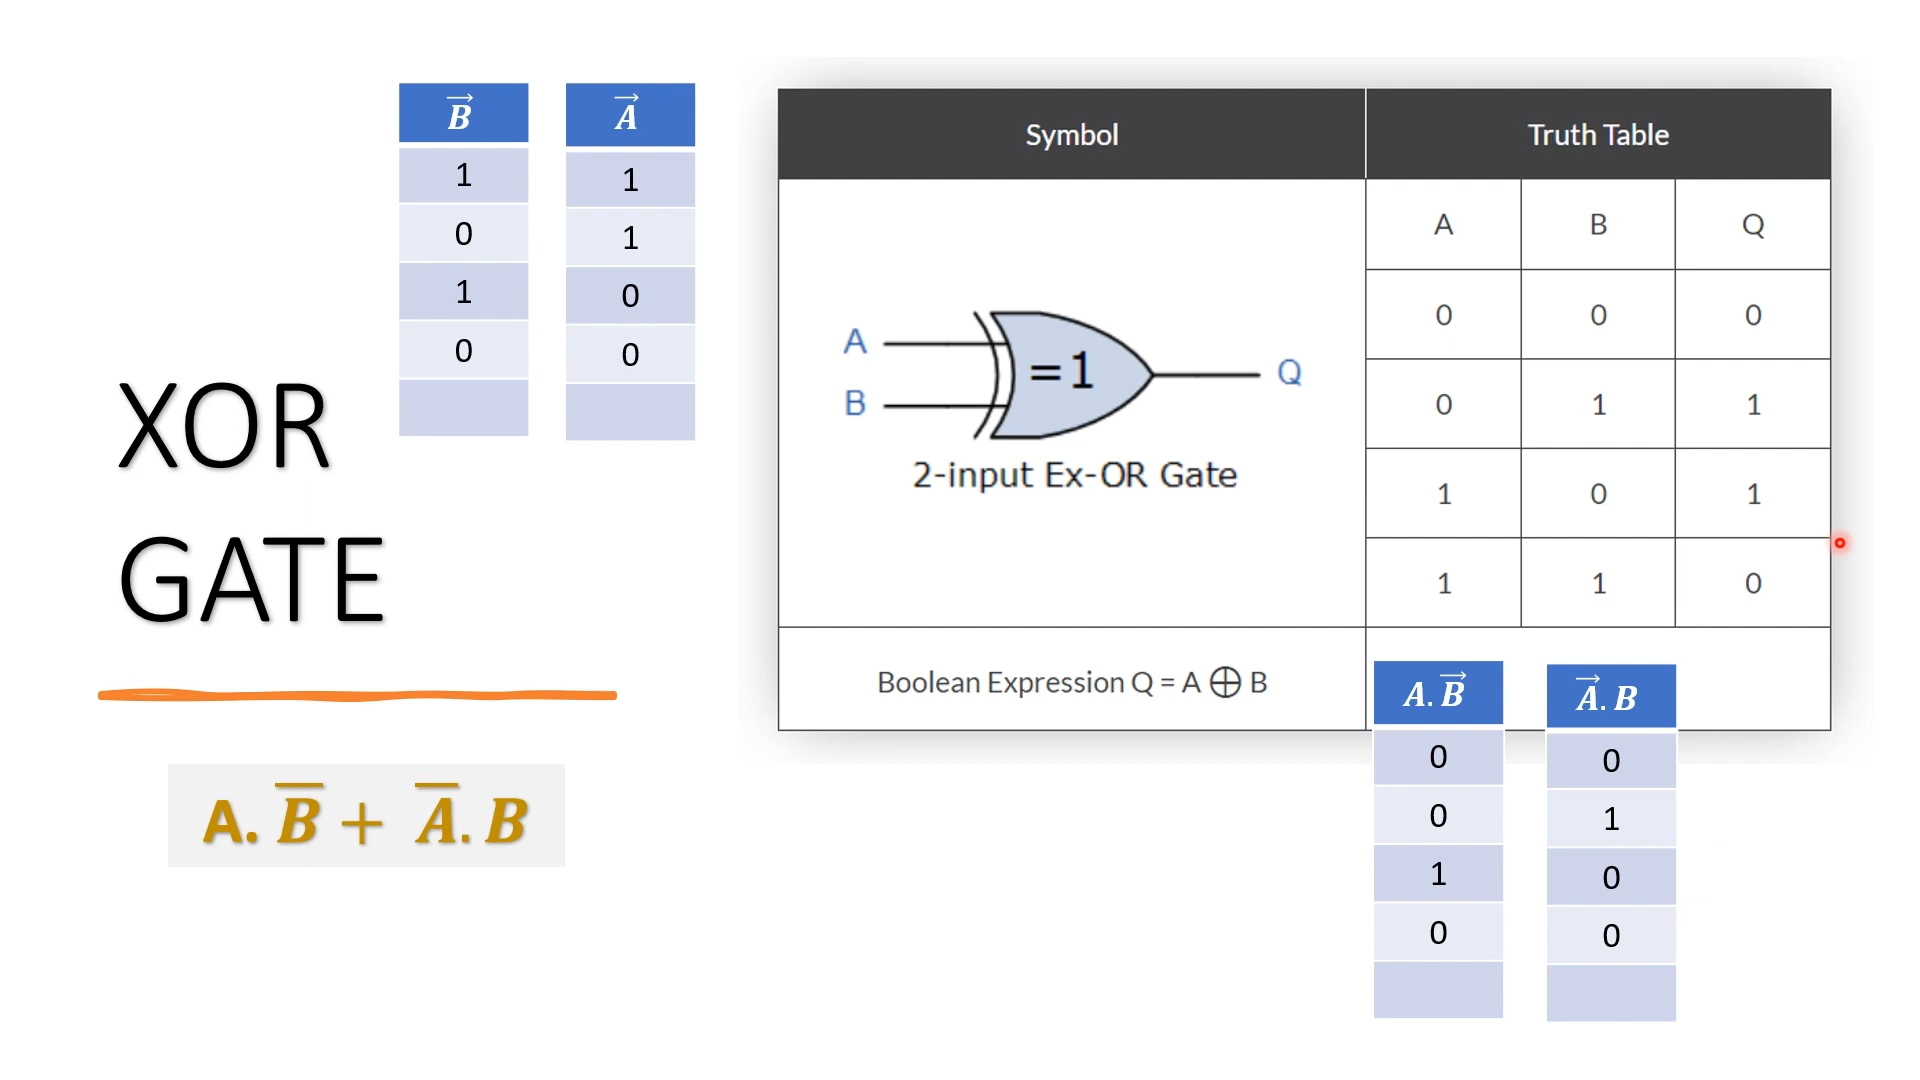 XOR
GATE
A. B̅ + A̅. B
B⃗
1
0
1
0
A⃗
1
1
0
0
Symbol
Truth Table
A
B
=1
Q
2-input Ex-OR Gate
A B Q
0 0 0
0 1 1
1 0 1
1 1 0
Boolean Expression Q = A ⊕ B
A. B⃗
0
0
1
0
A⃗. B
0
1
0
0